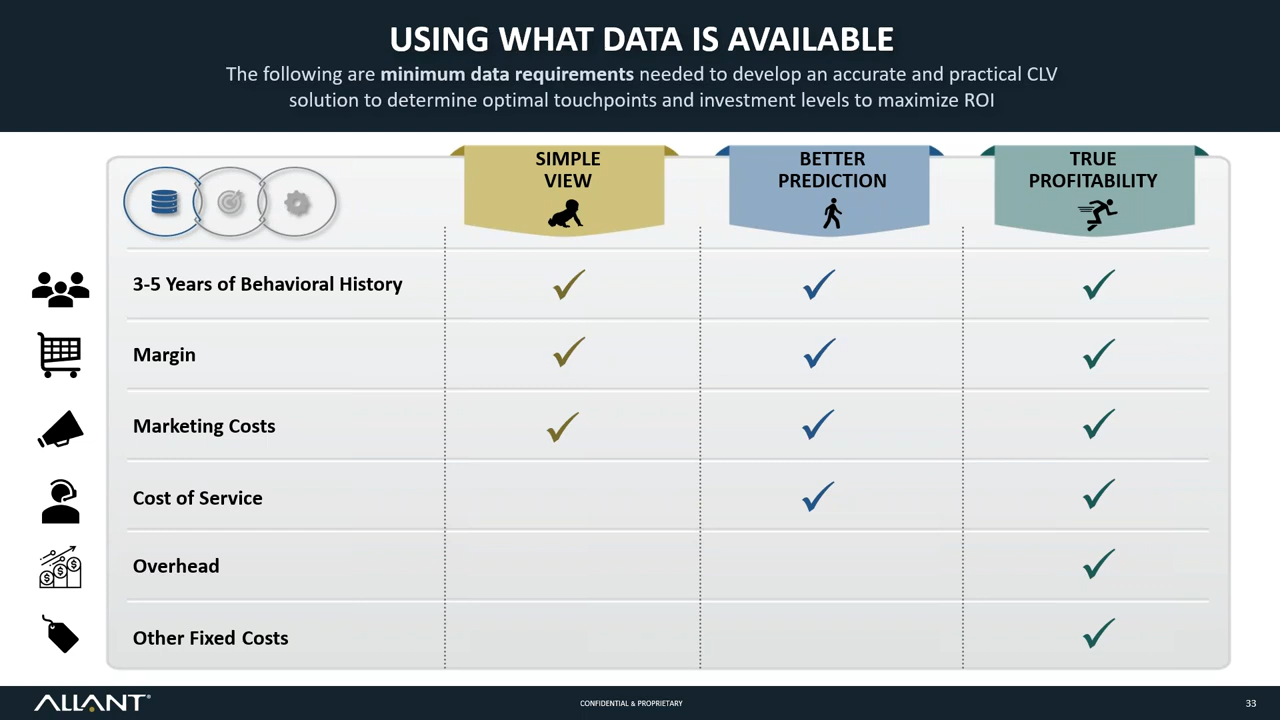 USING WHAT DATA IS AVAILABLE
The following are minimum data requirements needed to develop an accurate and practical CLV
solution to determine optimal touchpoints and investment levels to maximize ROI
SIMPLE
VIEW
BETTER
PREDICTION
TRUE
PROFITABILITY
3-5 Years of Behavioral History
Margin
Marketing Costs
Cost of Service
Overhead
Other Fixed Costs
ALLANT
CONFIDENTIAL & PROPRIETARY
33